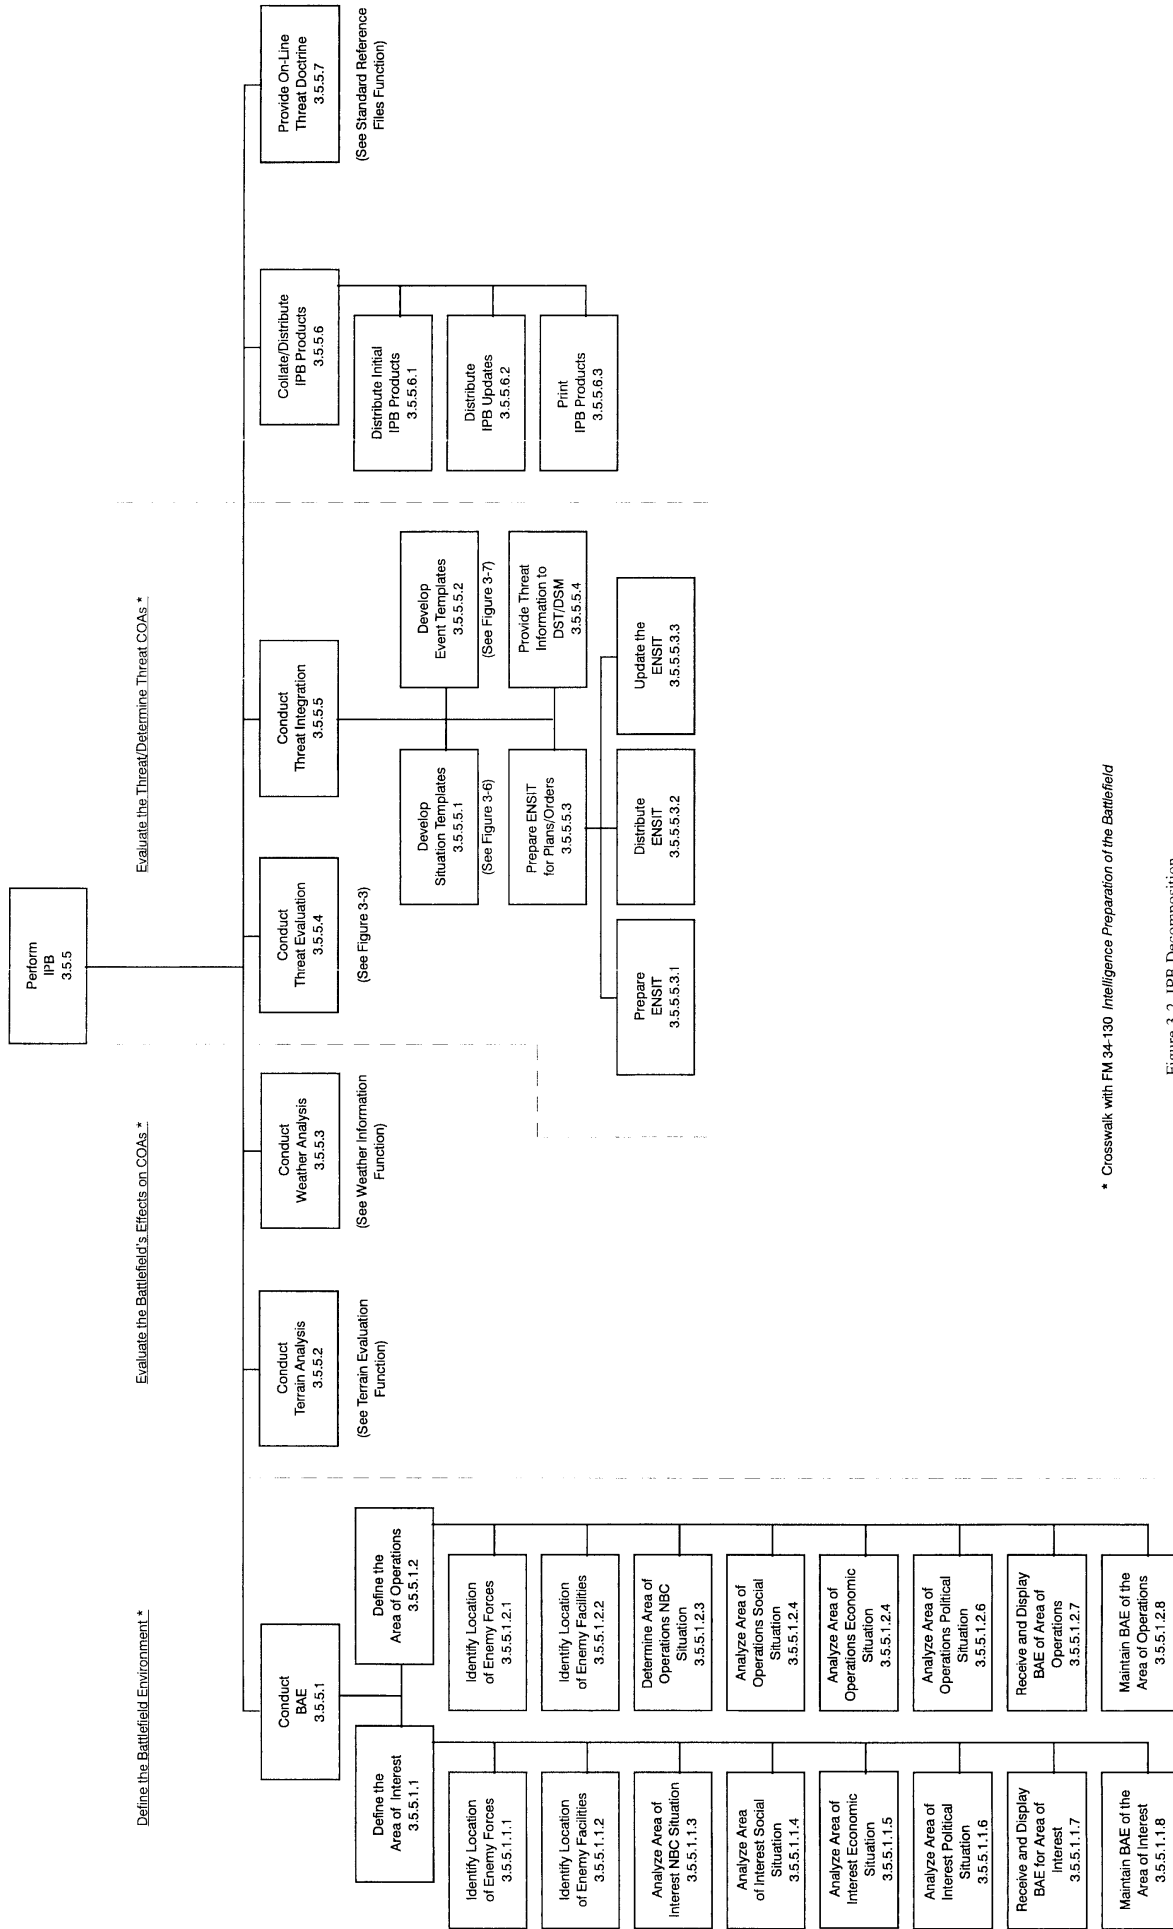 Perform
IPB
3.5.5
Define the Battlefield Environment *
Evaluate the Battlefield's Effects on COAs *
Evaluate the Threat/Determine Threat COAs *
Conduct
BAE
3.5.5.1
Conduct
Terrain Analysis
3.5.5.2
(See Terrain Evaluation
Function)
Conduct
Weather Analysis
3.5.5.3
(See Weather Information
Function)
Conduct
Threat Evaluation
3.5.5.4
(See Figure 3-3)
Conduct
Threat Integration
3.5.5.5
Collate/Distribute
IPB Products
3.5.5.6
Provide On-Line
Threat Doctrine
3.5.5.7
(See Standard Reference
Files Function)
Define the
Area of Interest
3.5.5.1.1
Define the
Area of Operations
3.5.5.1.2
Identify Location
of Enemy Forces
3.5.5.1.1.1
Identify Location
of Enemy Facilities
3.5.5.1.1.2
Analyze Area of
Interest NBC Situation
3.5.5.1.1.3
Analyze Area
of Interest Social
Situation
3.5.5.1.1.4
Analyze Area of
Interest Economic
Situation
3.5.5.1.1.5
Analyze Area of
Interest Political
Situation
3.5.5.1.1.6
Receive and Display
BAE for Area of
Interest
3.5.5.1.1.7
Maintain BAE of the
Area of Interest
3.5.5.1.1.8
Identify Location
of Enemy Forces
3.5.5.1.2.1
Identify Location
of Enemy Facilities
3.5.5.1.2.2
Determine Area of
Operations NBC
Situation
3.5.5.1.2.3
Analyze Area of
Operations Social
Situation
3.5.5.1.2.4
Analyze Area of
Operations Economic
Situation
3.5.5.1.2.4
Analyze Area of
Operations Political
Situation
3.5.5.1.2.6
Receive and Display
BAE of Area of
Operations
3.5.5.1.2.7
Maintain BAE of the
Area of Operations
3.5.5.1.2.8
Develop
Situation Templates
3.5.5.5.1
(See Figure 3-6)
Develop
Event Templates
3.5.5.5.2
(See Figure 3-7)
Prepare ENSIT
for Plans/Orders
3.5.5.5.3
Provide Threat
Information to
DST/DSM
3.5.5.5.4
Prepare
ENSIT
3.5.5.5.3.1
Distribute
ENSIT
3.5.5.5.3.2
Update the
ENSIT
3.5.5.5.3.3
Distribute Initial
IPB Products
3.5.5.6.1
Distribute
IPB Updates
3.5.5.6.2
Print
IPB Products
3.5.5.6.3
* Crosswalk with FM 34-130 Intelligence Preparation of the Battlefield
Figure 3-2. IPB Decomposition